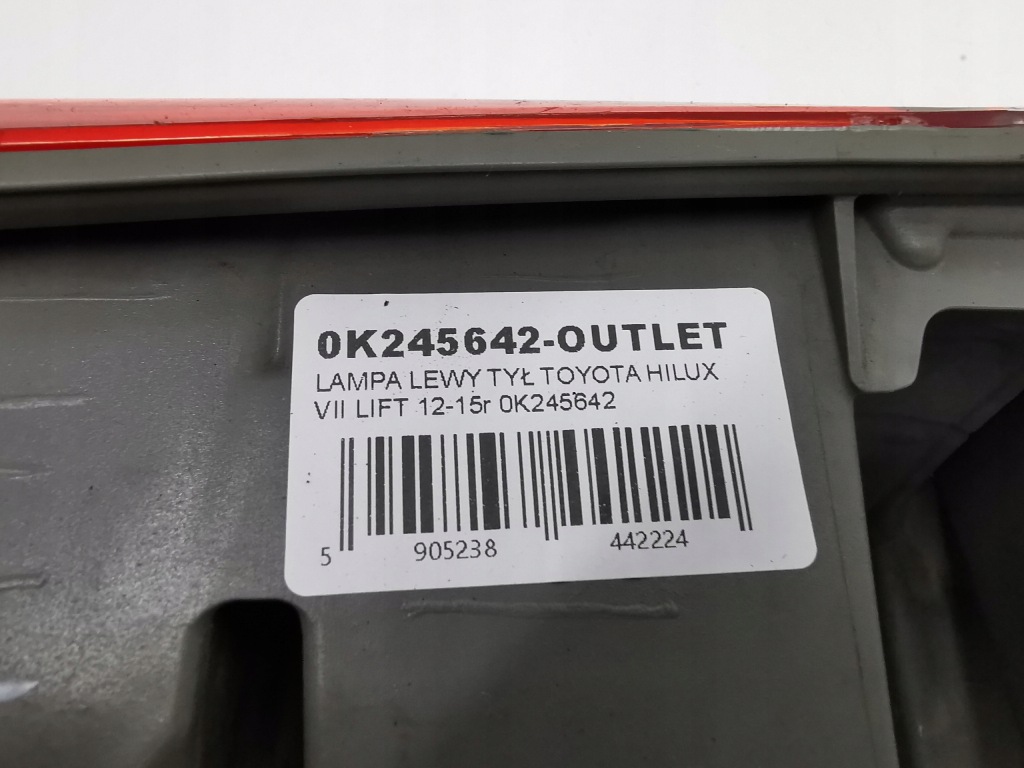 0K245642-OUTLET
LAMPA LEWY TYŁ TOYOTA HILUX
VII LIFT 12-15r 0K245642
5 905238 442224